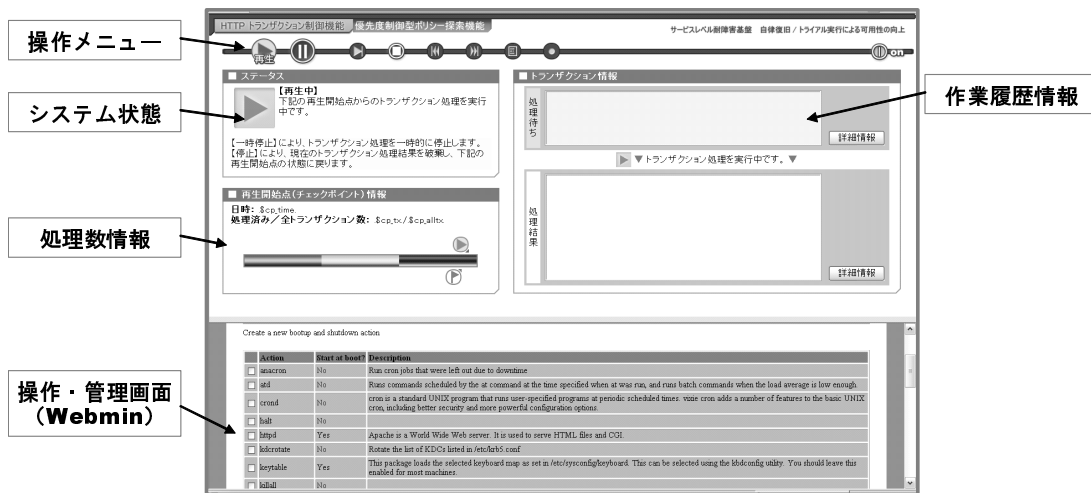 HTTP トランザクション制御機能
優先度制御型ポリシー探索機能
サービスレベル耐障害基盤 自律復旧/トライアル実行による可用性の向上
操作メニュー
再生
on
システム状態
■ ステータス
【再生中】
下記の再生開始点からのトランザクション処理を実行
中です。
【一時停止】により、トランザクション処理を一時的に停止します。
【停止】により、現在のトランザクション処理結果を破棄し、下記の
再生開始点の状態に戻ります。
処理数情報
■ 再生開始点(チェックポイント)情報
日時: $cp_time.
処理済み/全トランザクション数: $cp_tx/$cp_alltx
■ トランザクション情報
処理待ち
詳細情報
▼トランザクション処理を実行中です。▼
処理結果
詳細情報
作業履歴情報
操作・管理画面
(Webmin)
Create a new bootup and shutdown action
Action Start at boot? Description
anacron No Run cron jobs that were left out due to downtime
atd No Runs commands scheduled by the at command at the time specified when at was run, and runs batch commands when the load average is low enough.
crond No cron is a standard UNIX program that runs user-specified programs at periodic scheduled times. vixie cron adds a number of features to the basic UNIX
cron, including better security and more powerful configuration options.
halt No
httpd Yes Apache is a World Wide Web server. It is used to serve HTML files and CGI.
kdcrotate No Rotate the list of KDCs listed in /etc/krb5.conf
keytable Yes This package loads the selected keyboard map as set in /etc/sysconfig/keyboard. This can be selected using the kbdconfig utility. You should leave this
enabled for most machines.
killall No